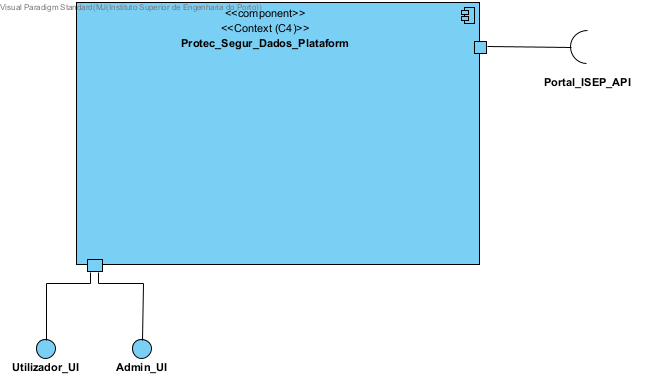 Visual Paradigm Standard(MJ(Instituto Superior de Engenharia do Porto))
<<component>>
<<Context (C4)>>
Protec_Segur_Dados_Plataform
Portal_ISEP_API
Utilizador_UI
Admin_UI